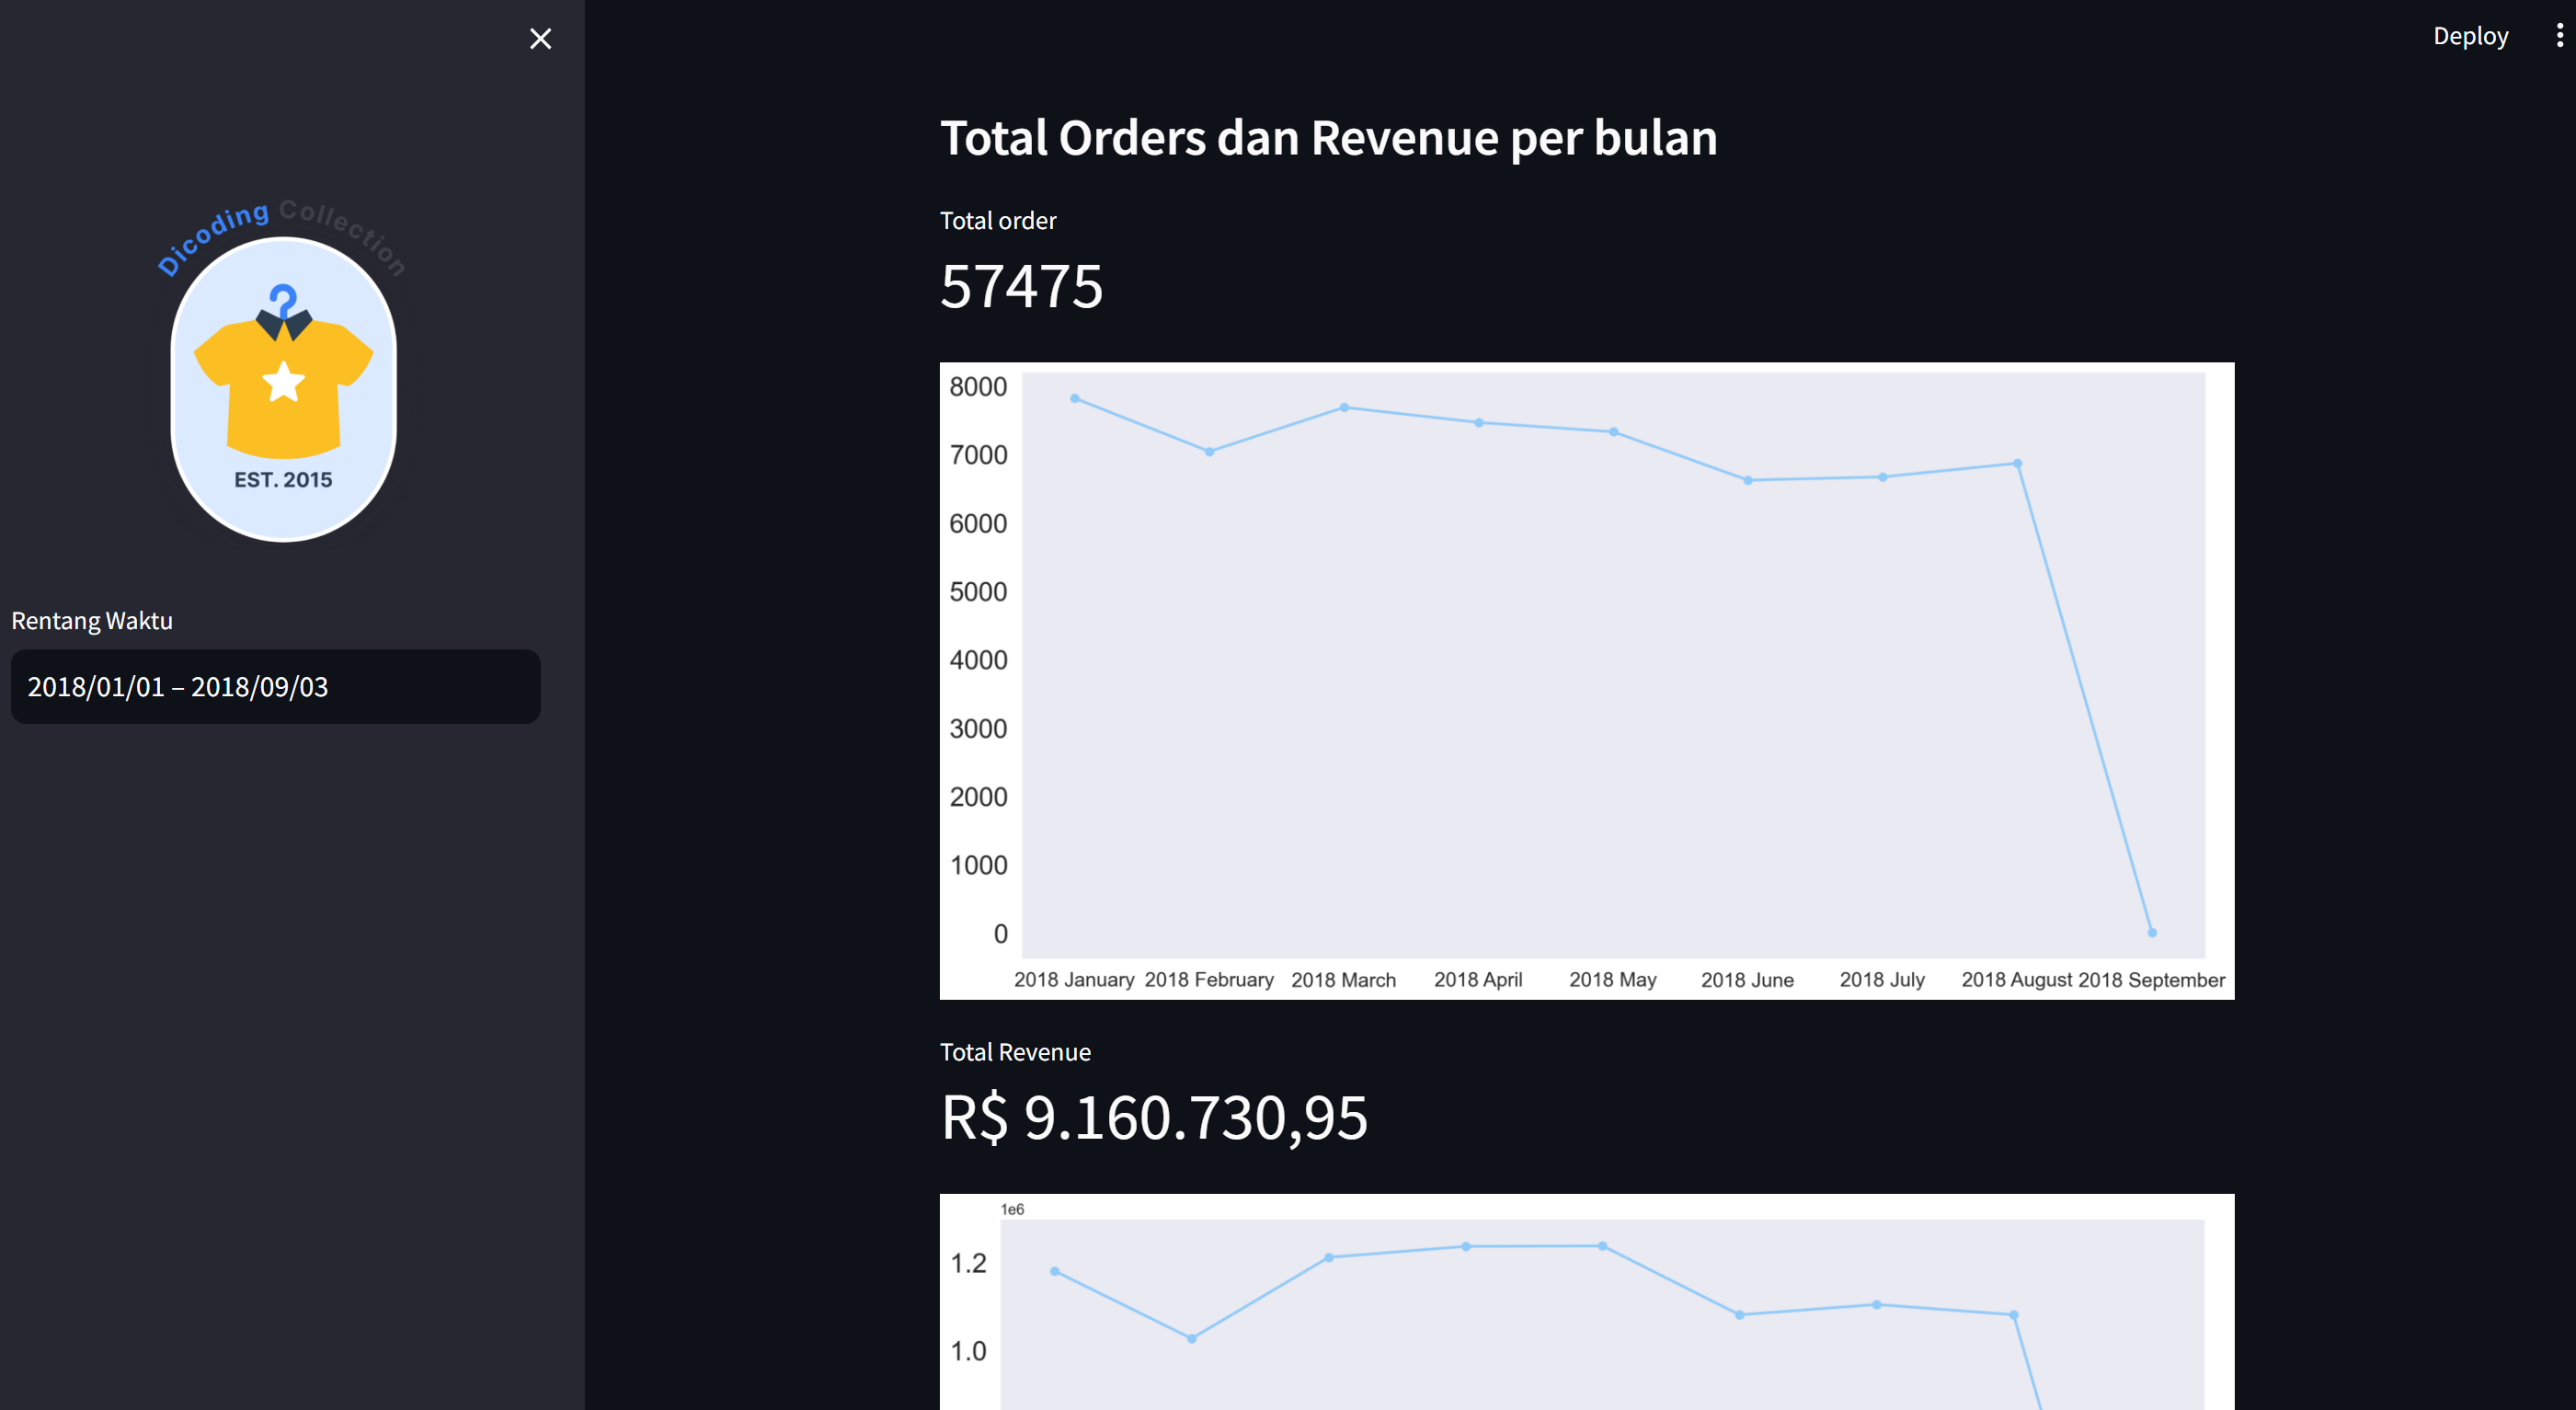 Deploy
Dicoding Collection
EST. 2015
Rentang Waktu
2018/01/01 – 2018/09/03
Total Orders dan Revenue per bulan
Total order
57475
8000
7000
6000
5000
4000
3000
2000
1000
0
2018 January 2018 February 2018 March 2018 April 2018 May 2018 June 2018 July 2018 August 2018 September
Total Revenue
R$ 9.160.730,95
1e6
1.2
1.0